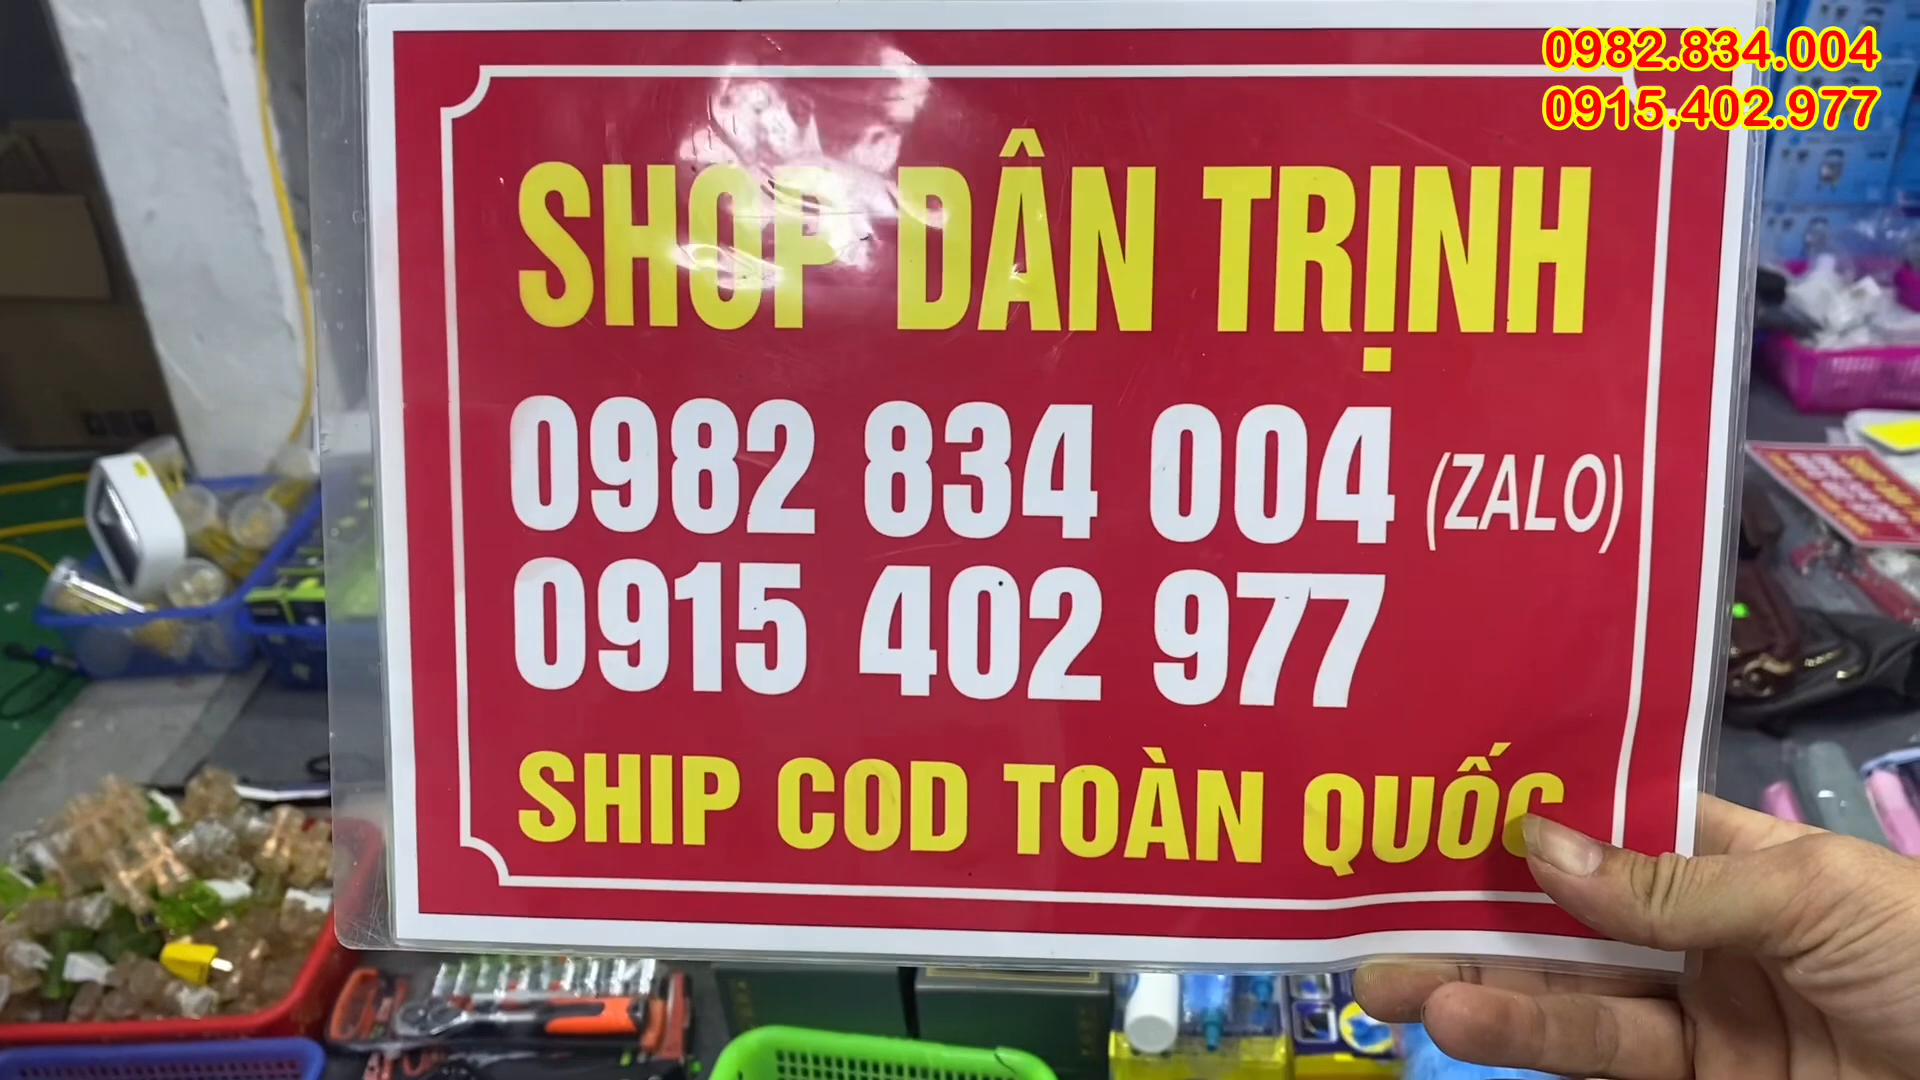 0982.834.004
0915.402.977
SHOP DÂN TRỊNH
0982 834 004 (ZALO)
0915 402 977
SHIP COD TOÀN QUỐC